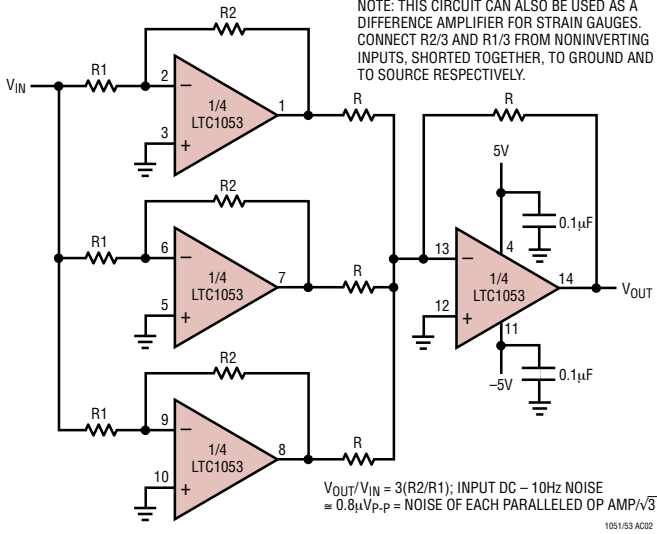 NOTE: THIS CIRCUIT CAN ALSO BE USED AS A
DIFFERENCE AMPLIFIER FOR STRAIN GAUGES.
CONNECT R2/3 AND R1/3 FROM NONINVERTING
INPUTS, SHORTED TOGETHER, TO GROUND AND
TO SOURCE RESPECTIVELY.
R2
VIN
R1
2
–
1/4
LTC1053
1
3
+
R
R
5V
0.1µF
R2
R1
6
–
1/4
LTC1053
7
5
+
R
13
–
4
1/4
LTC1053
14
VOUT
12
+
11
–5V
0.1µF
R2
R1
9
–
1/4
LTC1053
8
10
+
R
VOUT/VIN = 3(R2/R1); INPUT DC – 10Hz NOISE
≅ 0.8µVP-P = NOISE OF EACH PARALLELED OP AMP/√3
1051/53 AC02